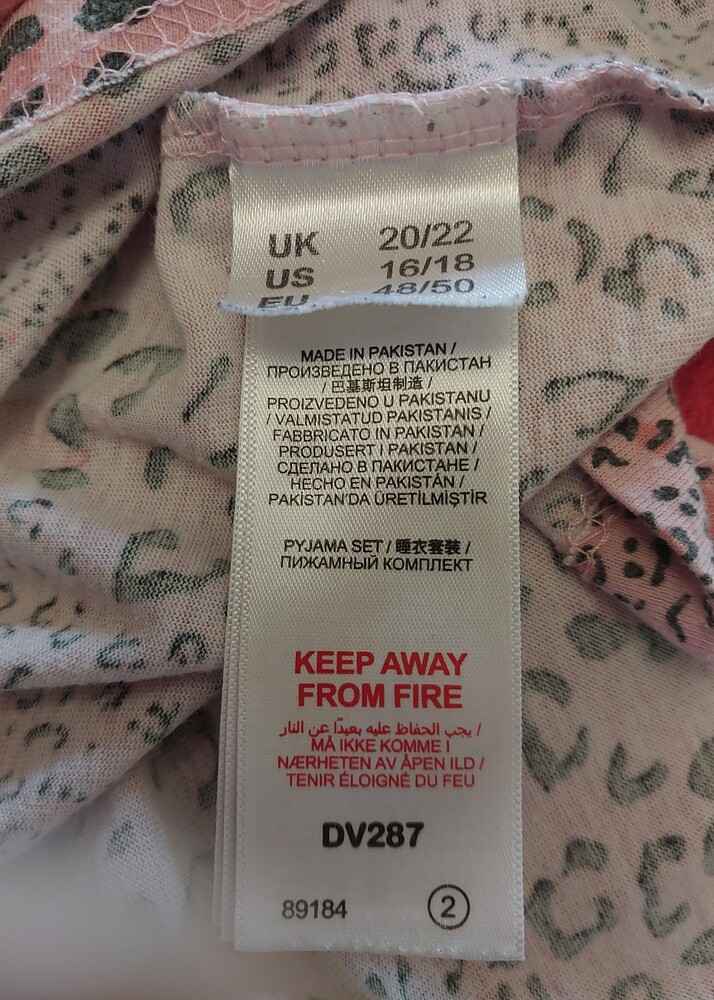 UK 20/22
US 16/18
EU 48/50
MADE IN PAKISTAN /
ПРОИЗВЕДЕНО В ПАКИСТАН
/ 巴基斯坦制造 /
PROIZVEDENO U PAKISTANU
/ VALMISTATUD PAKISTANIS /
FABBRICATO IN PAKISTAN /
PRODUSERT I PAKISTAN /
СДЕЛАНО В ПАКИСТАНЕ /
HECHO EN PAKISTÁN /
PAKİSTAN'DA ÜRETİLMİŞTİR
PYJAMA SET / 睡衣套装 /
ПИЖАМНЫЙ КОМПЛЕКТ
KEEP AWAY
FROM FIRE
يجب الحفاظ عليه بعيدًا عن النار /
MÅ IKKE KOMME I
NÆRHETEN AV ÅPEN ILD /
TENIR ÉLOIGNÉ DU FEU
DV287
89184 2